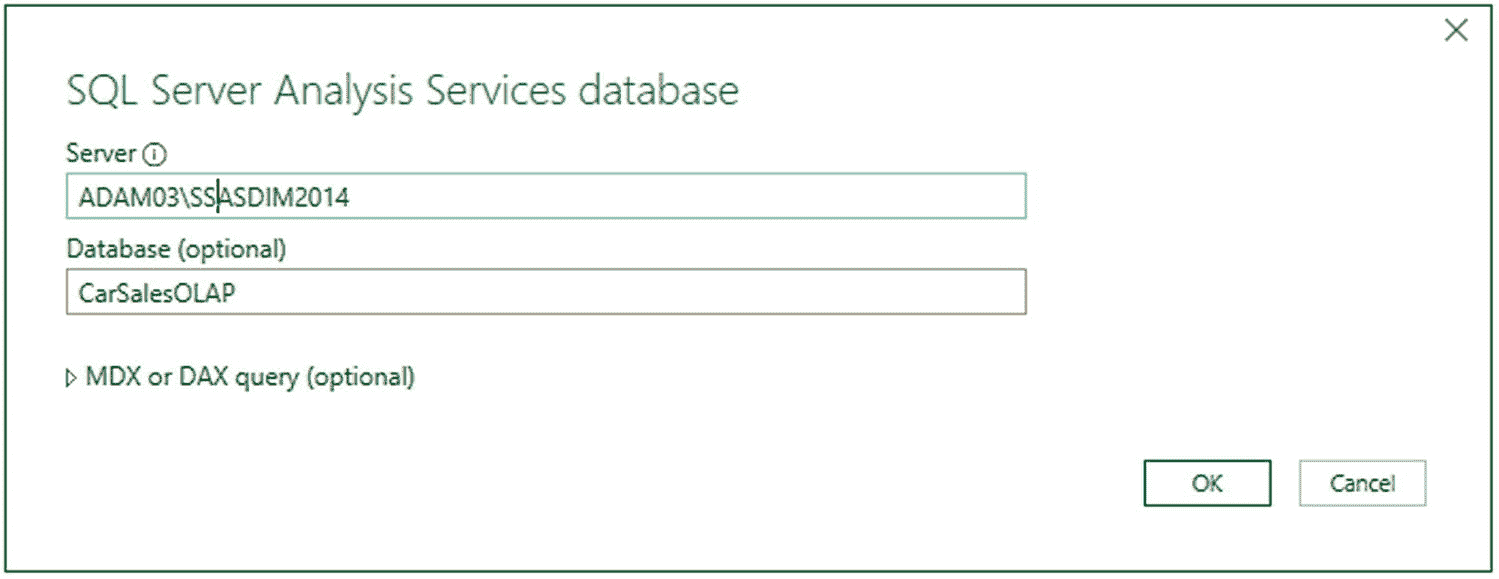 SQL Server Analysis Services database
Server
ADAM03\SSASDIM2014
Database (optional)
CarSalesOLAP
MDX or DAX query (optional)
OK Cancel